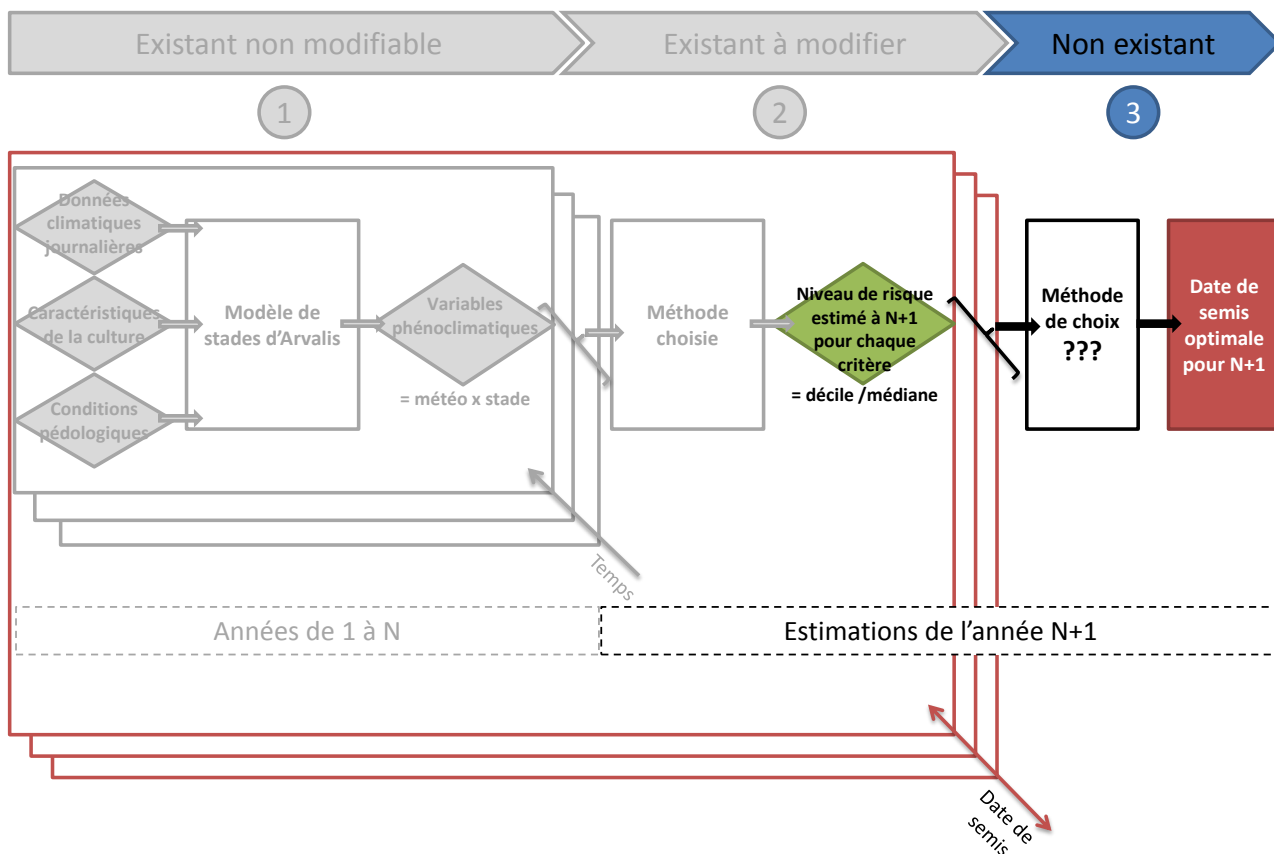 Existant non modifiable
Existant à modifier
Non existant
1
2
3
Données
climatiques
journalières
Caractéristiques
de la culture
Conditions
pédologiques
Modèle de
stades d'Arvalis
Variables
phénoclimatiques
= météo x stade
Méthode
choisie
Niveau de risque
estimé à N+1
pour chaque
critère
= décile /médiane
Méthode
de choix
???
Date de
semis
optimale
pour N+1
Temps
Années de 1 à N
Estimations de l'année N+1
Date de
semis